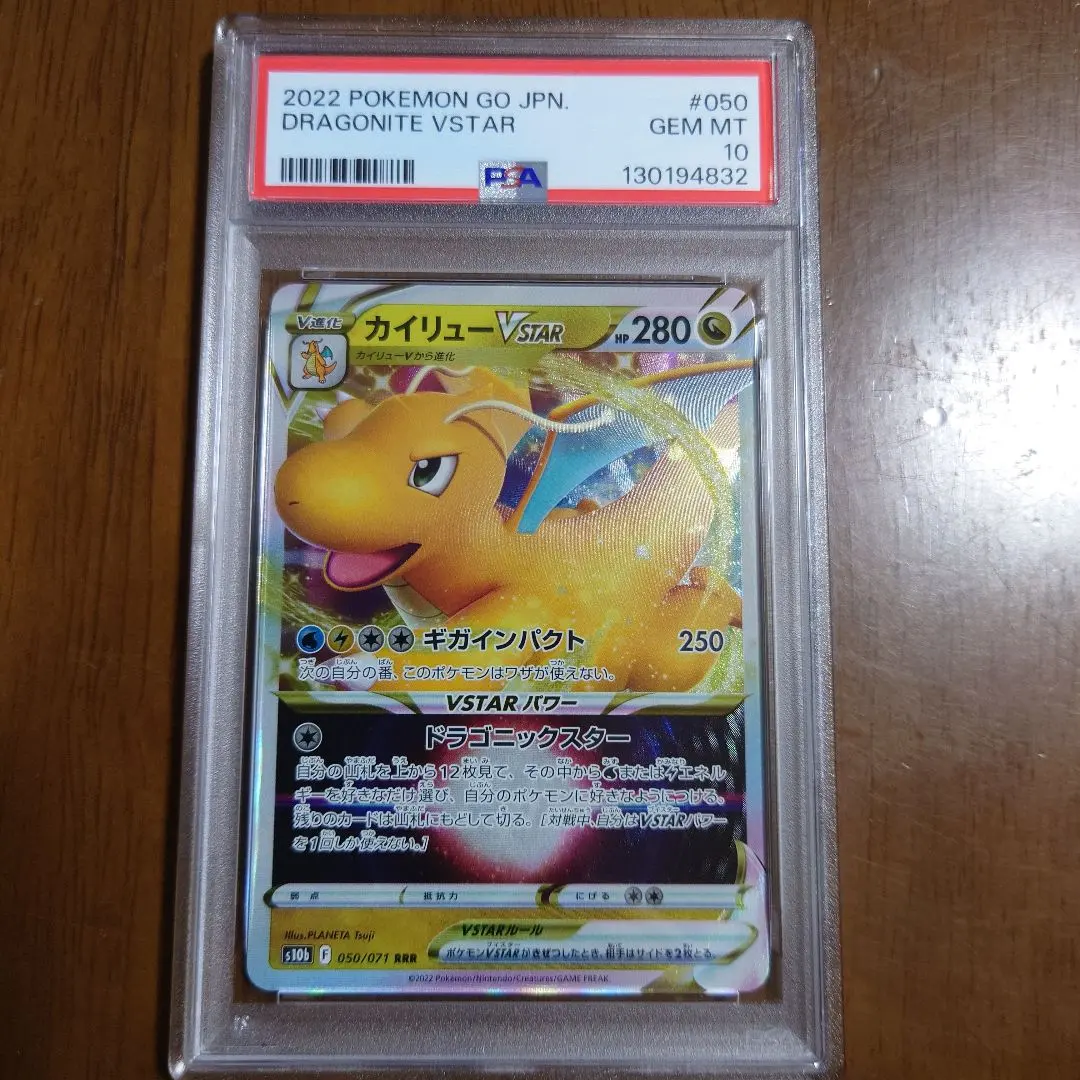 2022 POKEMON GO JPN. #050
DRAGONITE VSTAR GEM MT
10
PSA 130194832
V進化 カイリューVSTAR HP 280
カイリューVから進化
ギガインパクト 250
次の自分の番、このポケモンはワザが使えない。
VSTARパワー
ドラゴニックスター
自分の山札を上から12枚見て、その中から または エネル
ギーを好きなだけ選び、自分のポケモンに好きなようにつける。
残りのカードは山札にもどして切る。[対戦中、自分はVSTARパワー
を1回しか使えない。]
弱点 抵抗力 にげる
Illus.PLANETA Tsuji
VSTARルール
s10b F 050/071 RRR
ポケモンVSTARがきぜつしたとき、相手はサイドを2枚とる。
©2022 Pokémon/Nintendo/Creatures/GAME FREAK.